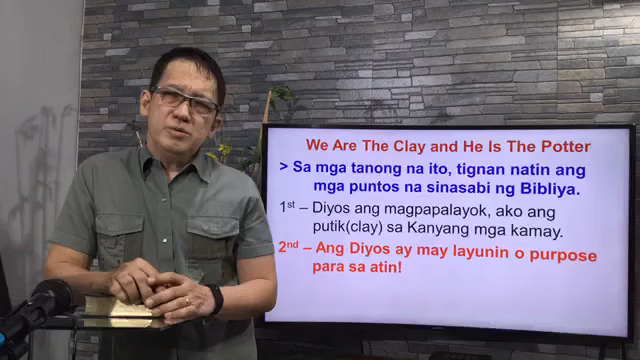 We Are The Clay and He Is The Potter
> Sa mga tanong na ito, tignan natin ang
mga puntos na sinasabi ng Bibliya.
1st – Diyos ang magpapalayok, ako ang
putik(clay) sa Kanyang mga kamay.
2nd – Ang Diyos ay may layunin o purpose
para sa atin!